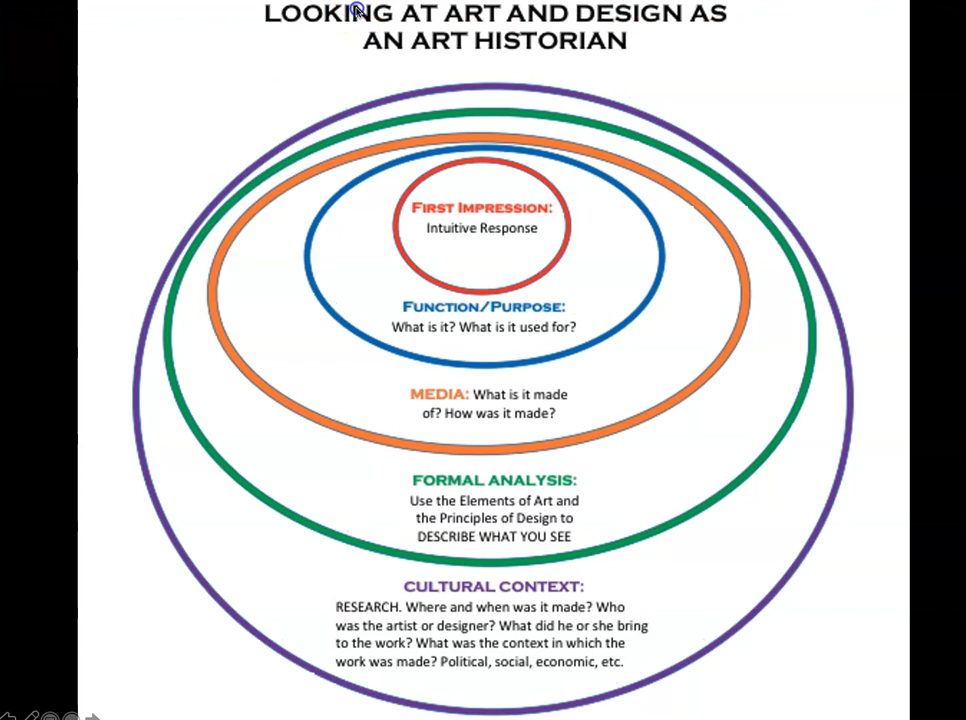 LOOKING AT ART AND DESIGN AS
AN ART HISTORIAN
FIRST IMPRESSION:
Intuitive Response
FUNCTION/PURPOSE:
What is it? What is it used for?
MEDIA: What is it made
of? How was it made?
FORMAL ANALYSIS:
Use the Elements of Art and
the Principles of Design to
DESCRIBE WHAT YOU SEE
CULTURAL CONTEXT:
RESEARCH. Where and when was it made? Who
was the artist or designer? What did he or she bring
to the work? What was the context in which the
work was made? Political, social, economic, etc.